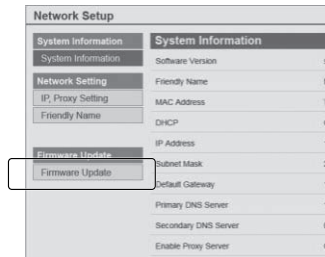 Network Setup
System Information
System Information
Network Setting
IP, Proxy Setting
Friendly Name
Firmware Update
Firmware Update
System Information
Software Version
Friendly Name
MAC Address
DHCP
IP Address
Subnet Mask
Default Gateway
Primary DNS Server
Secondary DNS Server
Enable Proxy Server